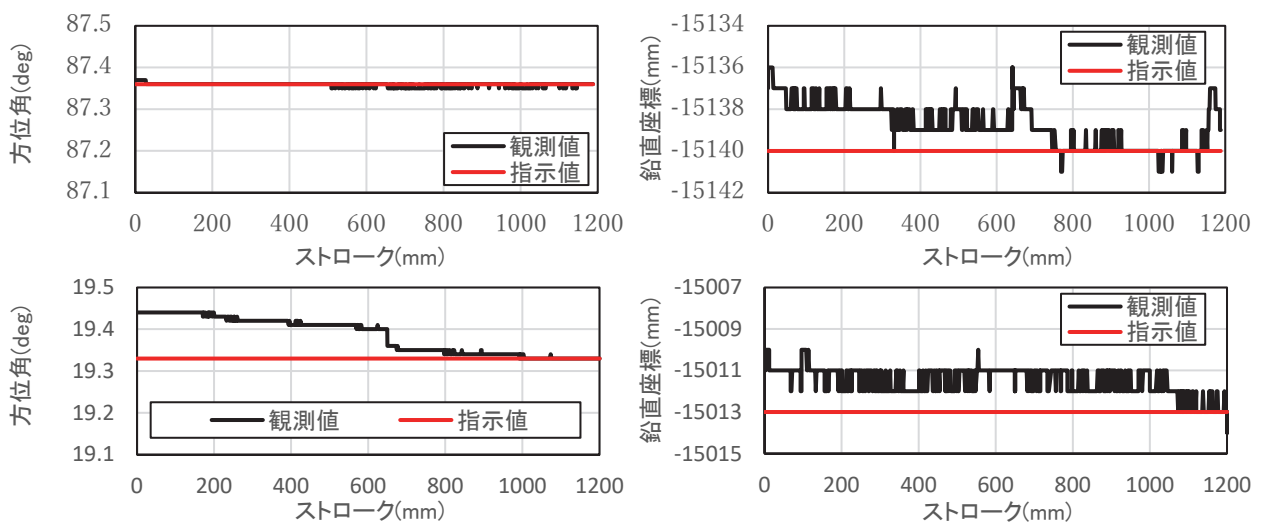 方位角(deg)
87.5
87.4
87.3
87.2
87.1
0 200 400 600 800 1000 1200
ストローク(mm)
観測値
指示値
鉛直座標(mm)
-15134
-15136
-15138
-15140
-15142
0 200 400 600 800 1000 1200
ストローク(mm)
観測値
指示値
方位角(deg)
19.5
19.4
19.3
19.2
19.1
0 200 400 600 800 1000 1200
ストローク(mm)
観測値 指示値
鉛直座標(mm)
-15007
-15009
-15011
-15013
-15015
0 200 400 600 800 1000 1200
ストローク(mm)
観測値
指示値